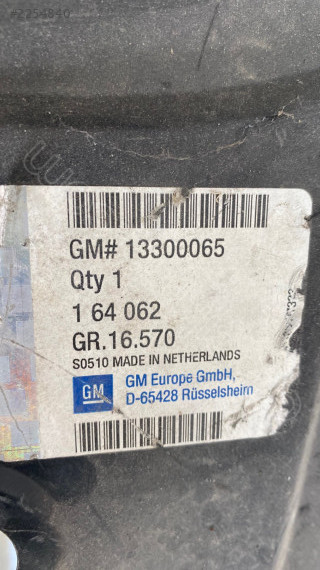 #2254840
GM# 13300065
Qty 1
1 64 062
GR.16.570
S0510 MADE IN NETHERLANDS
GM
GM Europe GmbH,
D-65428 Rüsselsheim